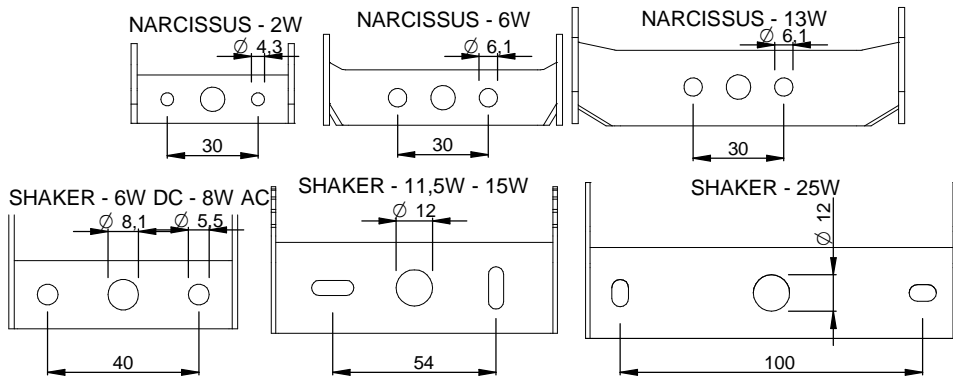 NARCISSUS - 2W
∅ 4,3
30
NARCISSUS - 6W
∅ 6,1
30
NARCISSUS - 13W
∅ 6,1
30
SHAKER - 6W DC - 8W AC
∅ 8,1
∅ 5,5
40
SHAKER - 11,5W - 15W
∅ 12
54
SHAKER - 25W
∅ 12
100